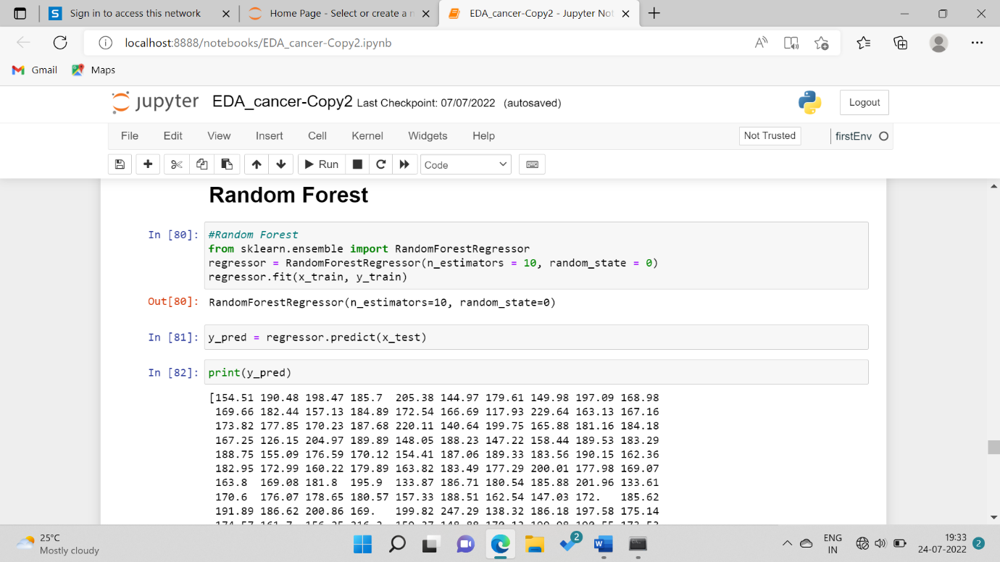 Sign in to access this network
Home Page - Select or create a n
EDA_cancer-Copy2 - Jupyter Not
localhost:8888/notebooks/EDA_cancer-Copy2.ipynb
Gmail Maps
jupyter EDA_cancer-Copy2 Last Checkpoint: 07/07/2022 (autosaved)
Logout
File Edit View Insert Cell Kernel Widgets Help
Not Trusted
firstEnv
Run
Code
Random Forest
In [80]: #Random Forest
from sklearn.ensemble import RandomForestRegressor
regressor = RandomForestRegressor(n_estimators = 10, random_state = 0)
regressor.fit(x_train, y_train)
Out[80]: RandomForestRegressor(n_estimators=10, random_state=0)
In [81]: y_pred = regressor.predict(x_test)
In [82]: print(y_pred)
[154.51 190.48 198.47 185.7 205.38 144.97 179.61 149.98 197.09 168.98
169.66 182.44 157.13 184.89 172.54 166.69 117.93 229.64 163.13 167.16
173.82 177.85 170.23 187.68 220.11 140.64 199.75 165.88 181.16 184.18
167.25 126.15 204.97 189.89 148.05 188.23 147.22 158.44 189.53 183.29
188.75 155.09 176.59 170.12 154.41 187.06 189.33 183.56 190.15 162.36
182.95 172.99 160.22 179.89 163.82 183.49 177.29 200.01 177.98 169.07
163.8 169.08 181.8 195.9 133.87 186.71 180.54 185.88 201.96 133.61
170.6 176.07 178.65 180.57 157.33 188.51 162.54 147.03 172. 185.62
191.89 186.62 200.86 169. 199.82 247.29 138.32 186.18 197.58 175.14
25°C
Mostly cloudy
2
ENG
IN
19:33
24-07-2022
2